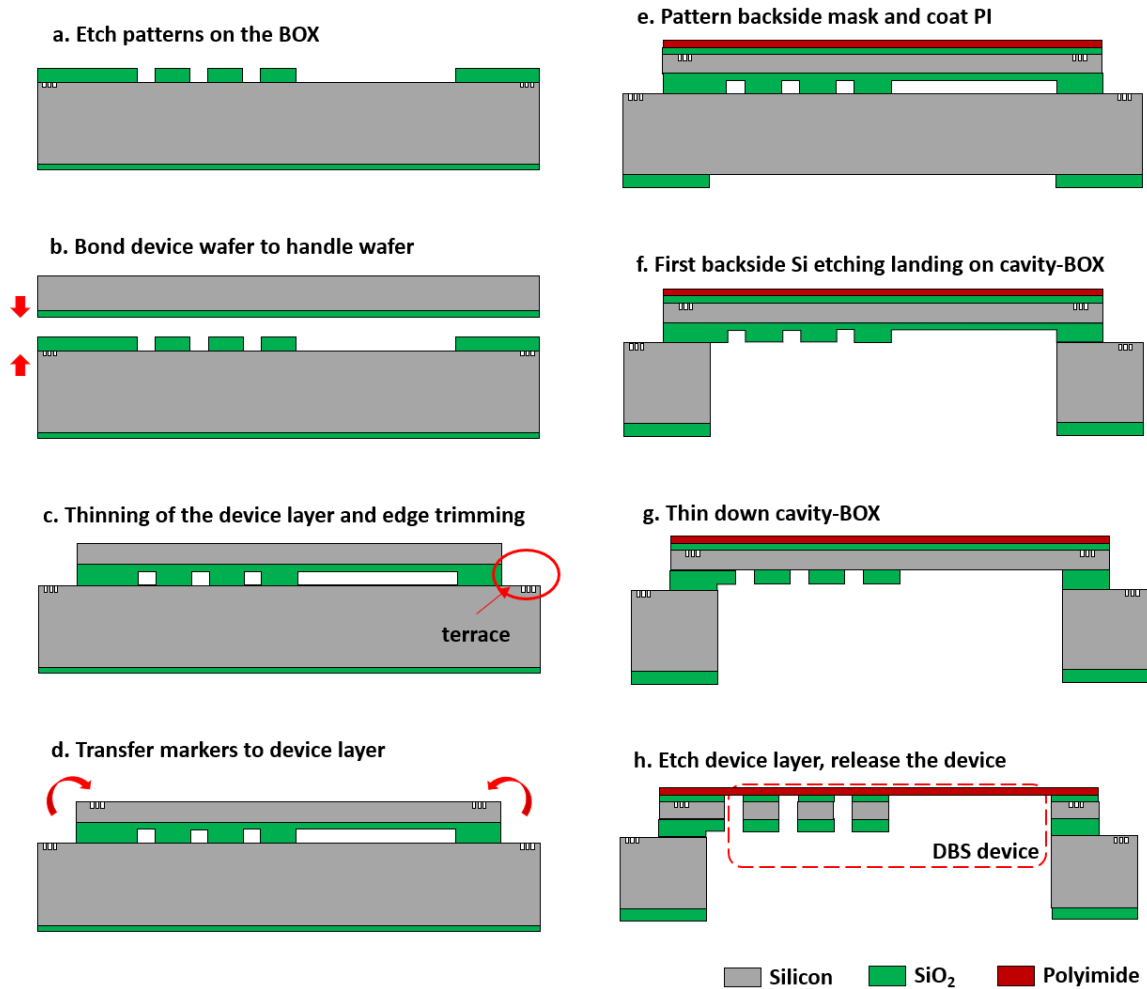 a. Etch patterns on the BOX
b. Bond device wafer to handle wafer
c. Thinning of the device layer and edge trimming
terrace
d. Transfer markers to device layer
e. Pattern backside mask and coat PI
f. First backside Si etching landing on cavity-BOX
g. Thin down cavity-BOX
h. Etch device layer, release the device
DBS device
Silicon
SiO₂
Polyimide